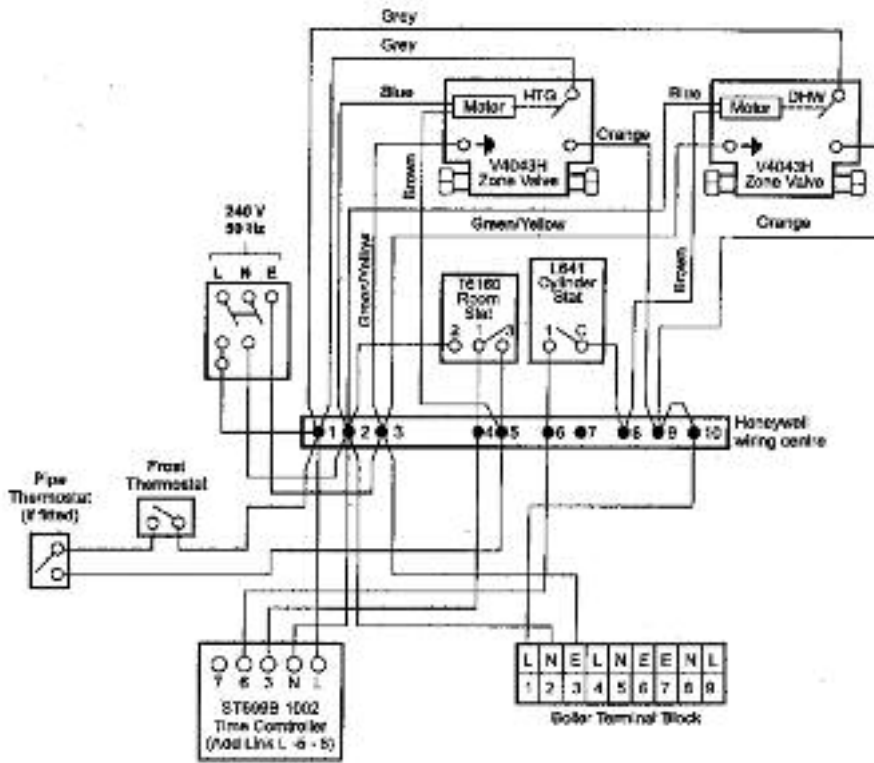 Grey
Grey
Blue
Motor
HTG
Blue
Motor
DHW
Orange
V4043H
Zone Valve
V4043H
Zone Valve
Brown
240 V
50 Hz
Green/Yellow
Orange
L N E
Green/Yellow
T6160
Room
Stat
L641
Cylinder
Stat
Brown
2 1 3
1 C
1 2 3 4 5 6 7 8 9 10
Honeywell
wiring centre
Pipe
Thermostat
(if fitted)
Frost
Thermostat
7 6 3 N L
1002
Time Controller
(Add Link L
L N E L N E E N L
1 2 3 4 5 6 7 8 9
Boiler Terminal Block